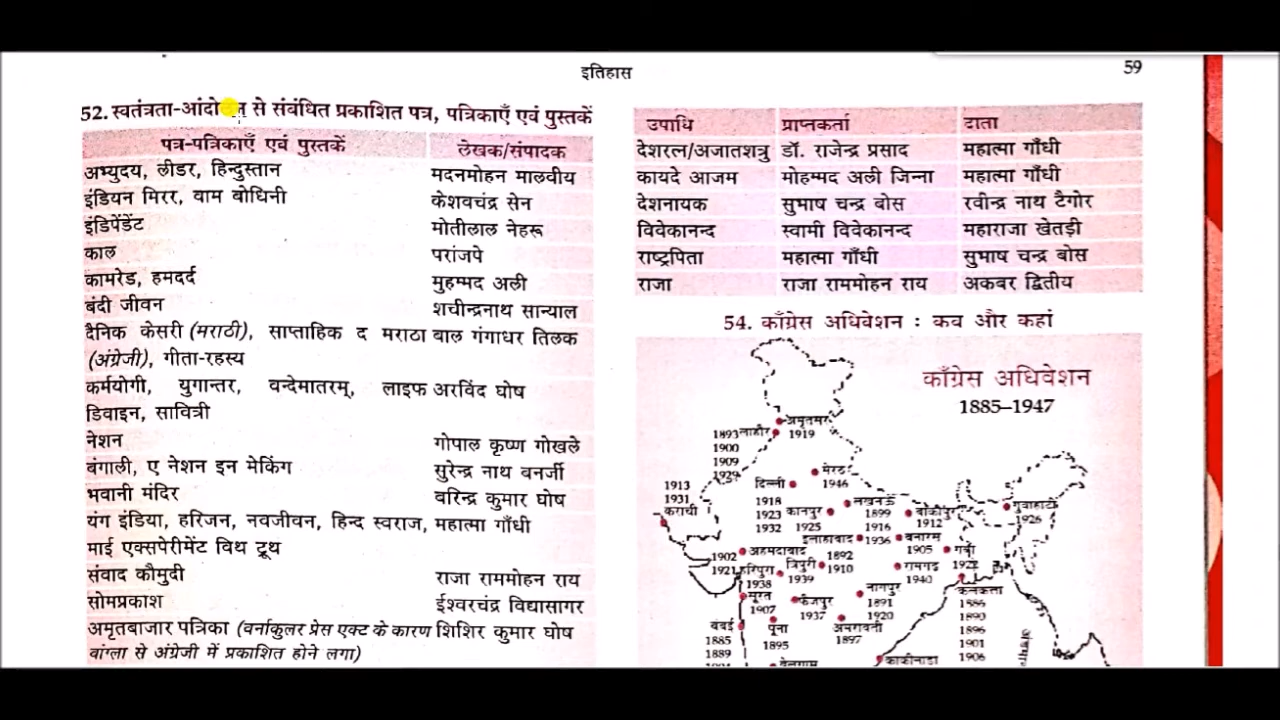 इतिहास
59
52. स्वतंत्रता-आंदोलन से संबंधित प्रकाशित पत्र, पत्रिकाएँ एवं पुस्तकें
पत्र-पत्रिकाएँ एवं पुस्तकें लेखक/संपादक
अभ्युदय, लीडर, हिन्दुस्तान मदनमोहन मालवीय
इंडियन मिरर, वाम बोधिनी केशवचंद्र सेन
इंडिपेंडेंट मोतीलाल नेहरू
काल परांजपे
कामरेड, हमदर्द मुहम्मद अली
बंदी जीवन शचीन्द्रनाथ सान्याल
दैनिक केसरी (मराठी), साप्ताहिक द मराठा बाल गंगाधर तिलक
(अंग्रेजी), गीता-रहस्य
कर्मयोगी, युगान्तर, वन्देमातरम्, लाइफ अरविंद घोष
डिवाइन, सावित्री
नेशन गोपाल कृष्ण गोखले
बंगाली, ए नेशन इन मेकिंग सुरेन्द्र नाथ बनर्जी
भवानी मंदिर वरिन्द्र कुमार घोष
यंग इंडिया, हरिजन, नवजीवन, हिन्द स्वराज, महात्मा गाँधी
माई एक्सपेरीमेंट विथ ट्रूथ
संवाद कौमुदी राजा राममोहन राय
सोमप्रकाश ईश्वरचंद्र विद्यासागर
अमृतबाजार पत्रिका (वर्नाकुलर प्रेस एक्ट के कारण शिशिर कुमार घोष
बांग्ला से अंग्रेजी में प्रकाशित होने लगा)
उपाधि प्राप्तकर्ता दाता
देशरत्न/अजातशत्रु डॉ. राजेन्द्र प्रसाद महात्मा गाँधी
कायदे आजम मोहम्मद अली जिन्ना महात्मा गाँधी
देशनायक सुभाष चन्द्र बोस रवीन्द्र नाथ टैगोर
विवेकानन्द स्वामी विवेकानन्द महाराजा खेतड़ी
राष्ट्रपिता महात्मा गाँधी सुभाष चन्द्र बोस
राजा राजा राममोहन राय अकबर द्वितीय
54. काँग्रेस अधिवेशन : कब और कहां
काँग्रेस अधिवेशन
1885–1947
अमृतसर
1919
1893 लाहौर
1900
1909
1929
मेरठ
1946
दिल्ली
1918
1923
1932
1913
1931
कराची
कानपुर
1925
लखनऊ
1899
1916
1936
बाँकीपुर
1912
गुवाहाटी
1926
इलाहाबाद
1892
1910
बनारस
1905
गया
1922
1902 अहमदाबाद
1921
हरिपुरा
1938
त्रिपुरी
1939
रामगढ़
1940
कलकत्ता
1886
1890
1896
1901
1906
सूरत
1907
फैजपुर
1937
नागपुर
1891
1920
अमरावती
1897
बंबई
1885
1889
पूना
1895
बेलगाम
काकीनाडा